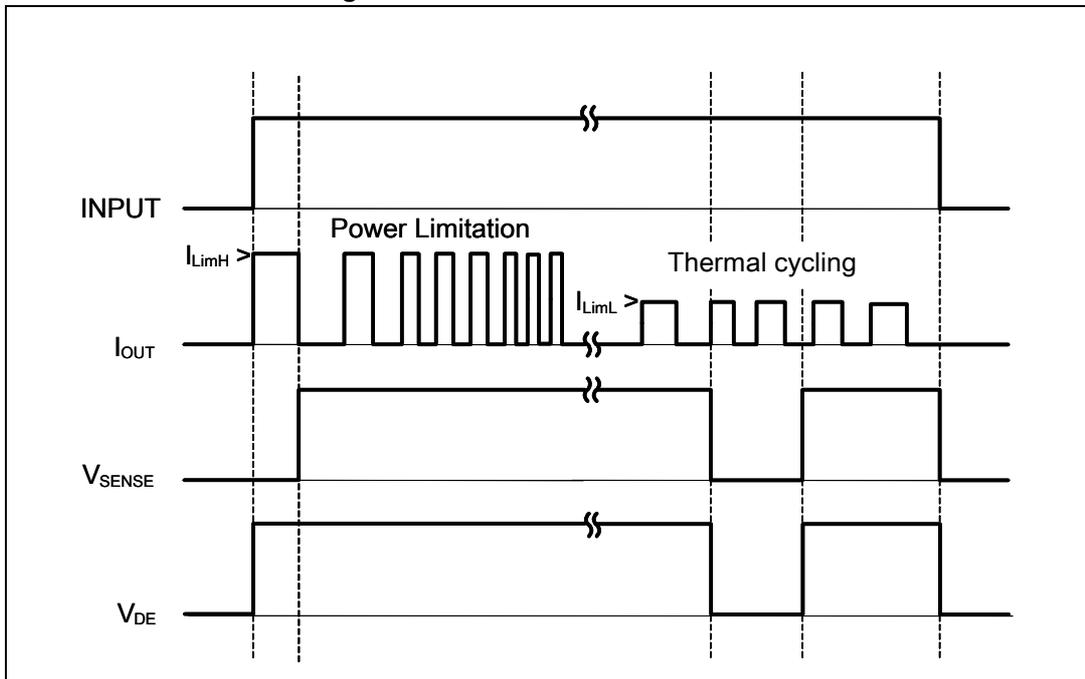 INPUT
Power Limitation
I_LimH >
Thermal cycling
I_LimL >
I_OUT
V_SENSE
V_DE